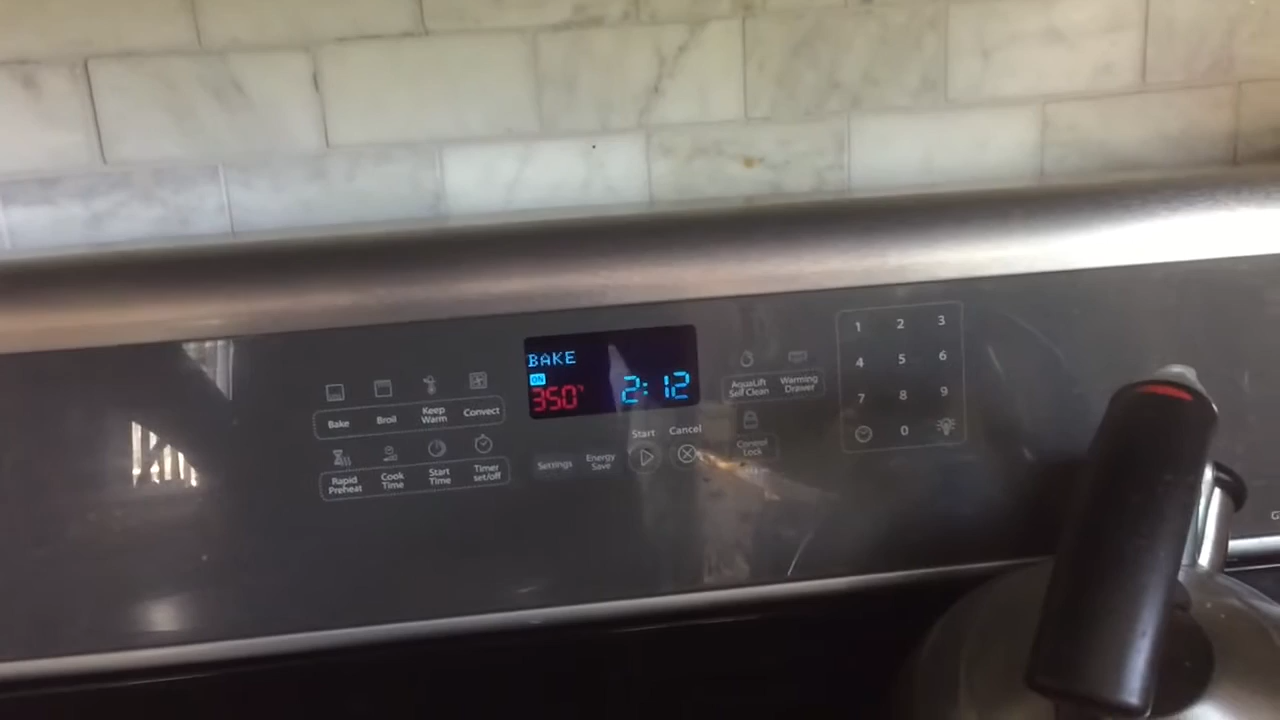 BAKE
ON
350°
2:12
Bake
Broil
Keep
Warm
Convect
Rapid
Preheat
Cook
Time
Start
Time
Timer
set/off
Settings
Energy
Save
Start
Cancel
AquaLift
Self Clean
Warming
Drawer
Control
Lock
1 2 3
4 5 6
7 8 9
0